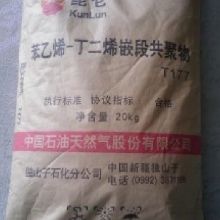 昆仑
KunLun
苯乙烯-丁二烯嵌段共聚物
T177
执行标准 协议指标 合格
净含量 20kg
中国石油天然气股份有限公司
独山子石化分公司 中国新疆独山子
电话 (0992)